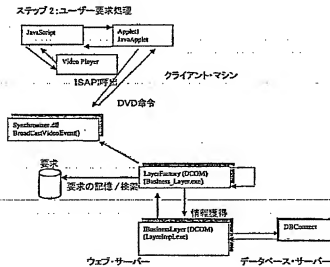 ステップ 2:ユーザー要求処理
JavaScript
Applet1
JavaApplet
Video Player
ISAPI呼出
クライアント・マシン
DVD命令
Synchronizer.dll
BroadCastVideoEvent()
要求
LayerFactory (DCOM)
(Business_Layer.exe)
要求の記憶/検索
情報獲得
IBusinessLayer (DCOM)
(LayerImpl.exe)
DBConnect
ウェブ・サーバー
データベース・サーバー